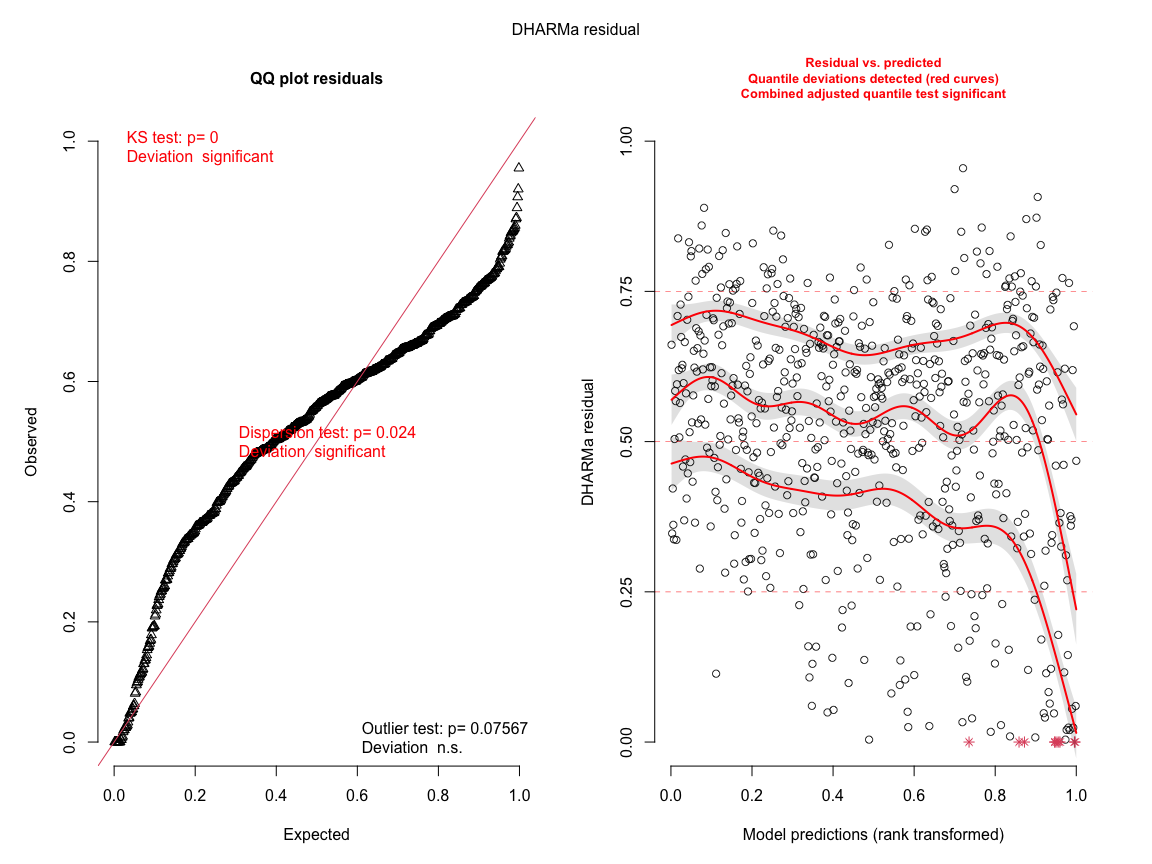 DHARMa residual
QQ plot residuals
KS test: p= 0
Deviation  significant
Dispersion test: p= 0.024
Deviation  significant
Outlier test: p= 0.07567
Deviation  n.s.
Observed
0.0
0.2
0.4
0.6
0.8
1.0
0.0 0.2 0.4 0.6 0.8 1.0
Expected
Residual vs. predicted
Quantile deviations detected (red curves)
Combined adjusted quantile test significant
DHARMa residual
0.00
0.25
0.50
0.75
1.00
0.0 0.2 0.4 0.6 0.8 1.0
Model predictions (rank transformed)